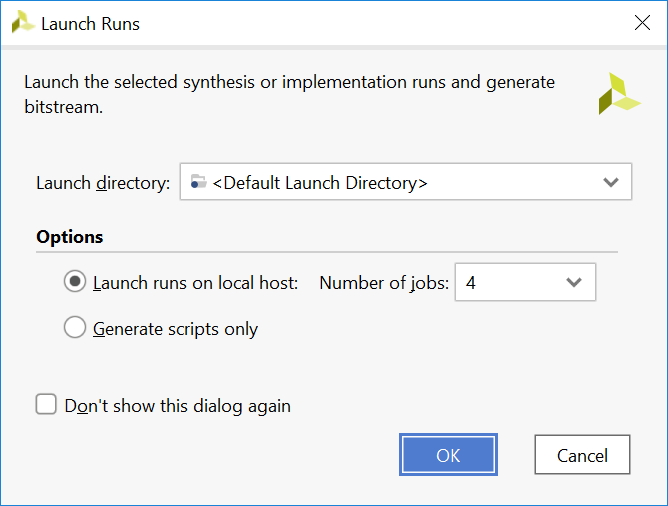 Launch Runs
Launch the selected synthesis or implementation runs and generate
bitstream.
Launch directory: <Default Launch Directory>
Options
Launch runs on local host: Number of jobs: 4
Generate scripts only
Don't show this dialog again
OK Cancel